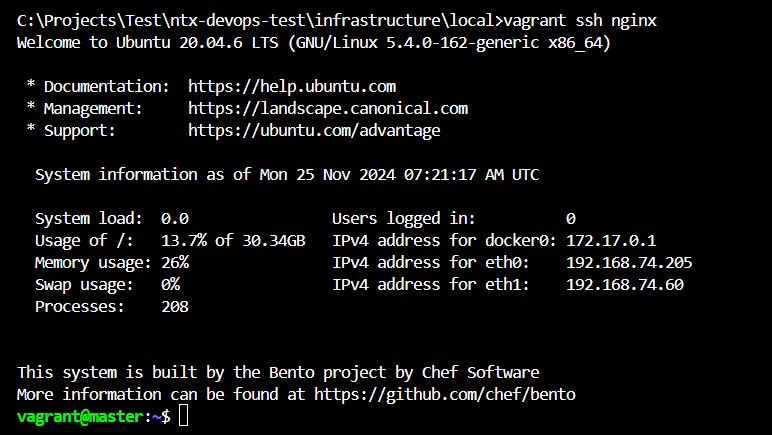 C:\Projects\Test\ntx-devops-test\infrastructure\local>vagrant ssh nginx
Welcome to Ubuntu 20.04.6 LTS (GNU/Linux 5.4.0-162-generic x86_64)

 * Documentation:  https://help.ubuntu.com
 * Management:     https://landscape.canonical.com
 * Support:        https://ubuntu.com/advantage

  System information as of Mon 25 Nov 2024 07:21:17 AM UTC

  System load:  0.0                Users logged in:          0
  Usage of /:   13.7% of 30.34GB   IPv4 address for docker0: 172.17.0.1
  Memory usage: 26%                IPv4 address for eth0:    192.168.74.205
  Swap usage:   0%                 IPv4 address for eth1:    192.168.74.60
  Processes:    208

This system is built by the Bento project by Chef Software
More information can be found at https://github.com/chef/bento
vagrant@master:~$